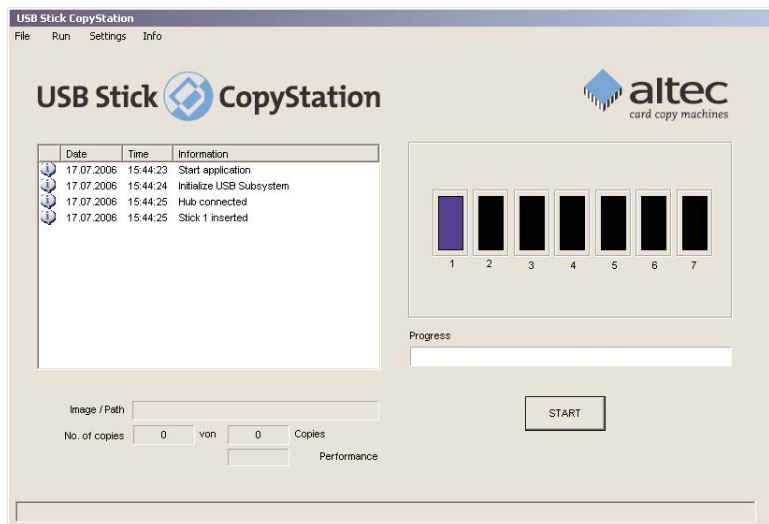 USB Stick CopyStation
File Run Settings Info
USB Stick CopyStation
altec
card copy machines
Date Time Information
17.07.2006 15:44:23 Start application
17.07.2006 15:44:24 Initialize USB Subsystem
17.07.2006 15:44:25 Hub connected
17.07.2006 15:44:25 Stick 1 inserted
1 2 3 4 5 6 7
Progress
Image / Path
START
No. of copies 0 von 0 Copies
Performance